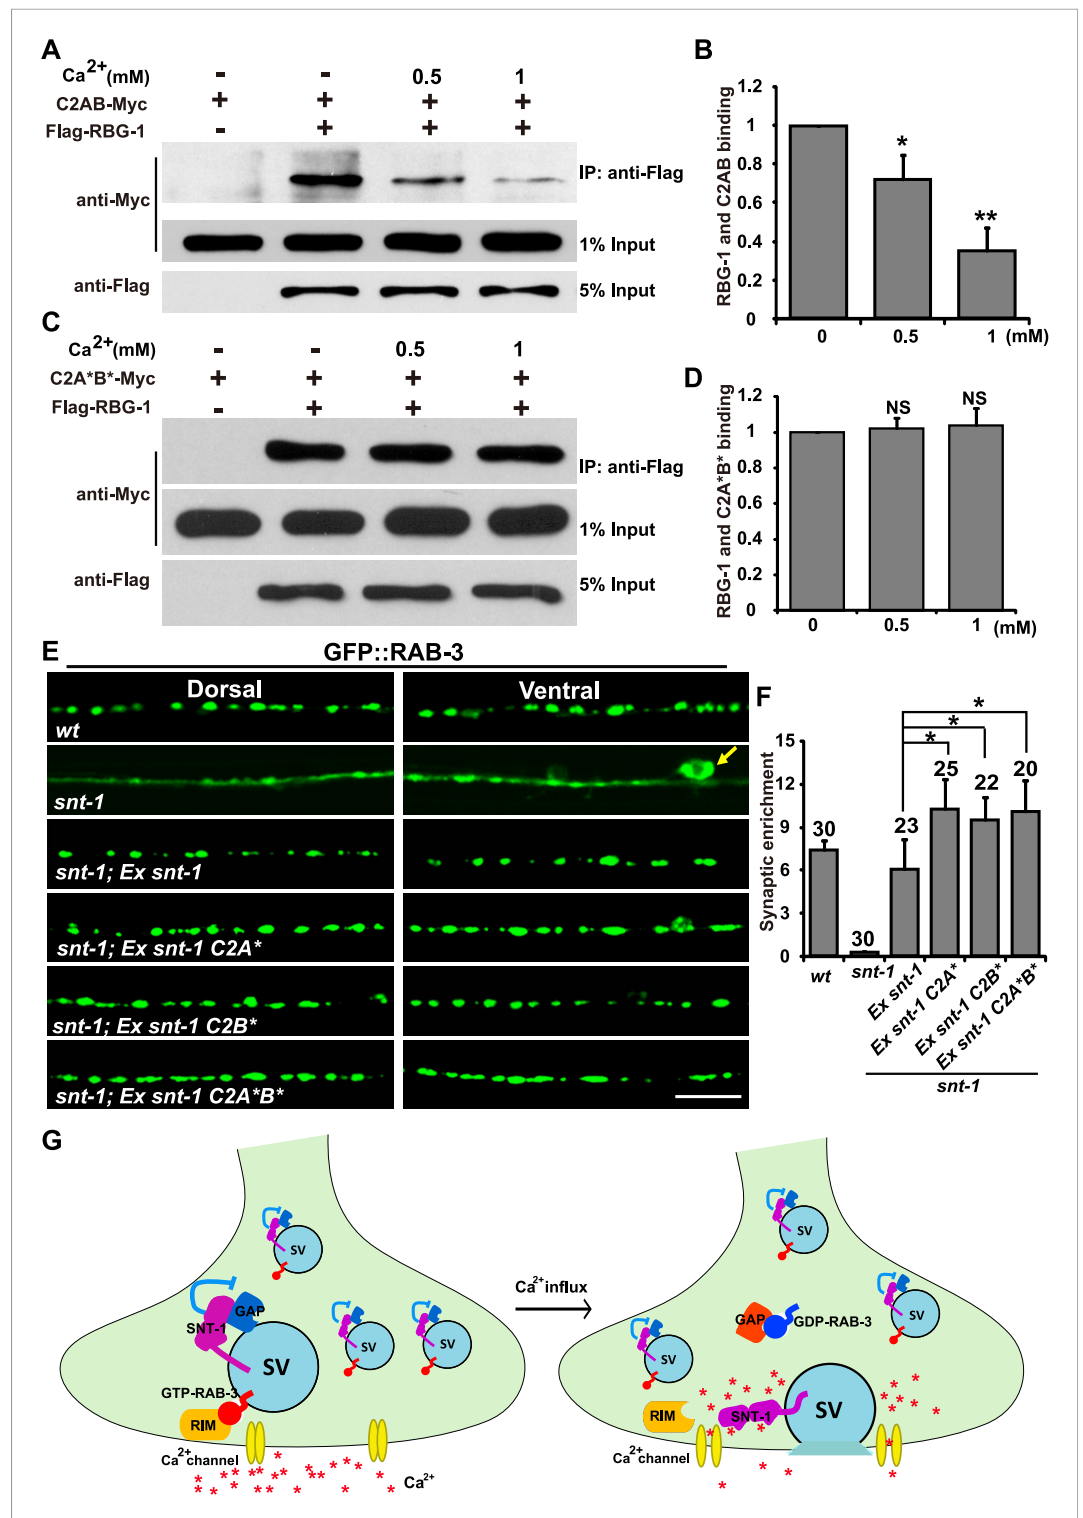 A
Ca2+(mM) - - 0.5 1
C2AB-Myc + + + +
Flag-RBG-1 - + + +
anti-Myc
IP: anti-Flag
1% Input
anti-Flag
5% Input
B
RBG-1 and C2AB binding
1.2
1
0.8
0.6
0.4
0.2
0
*
**
0 0.5 1 (mM)
C
Ca2+(mM) - - 0.5 1
C2A*B*-Myc + + + +
Flag-RBG-1 - + + +
anti-Myc
IP: anti-Flag
1% Input
anti-Flag
5% Input
D
RBG-1 and C2A*B* binding
1.2
1
0.8
0.6
0.4
0.2
0
NS
NS
0 0.5 1 (mM)
E
GFP::RAB-3
Dorsal Ventral
wt
snt-1
snt-1; Ex snt-1
snt-1; Ex snt-1 C2A*
snt-1; Ex snt-1 C2B*
snt-1; Ex snt-1 C2A*B*
F
Synaptic enrichment
15
12
9
6
3
0
*
*
*
30
30
23
25
22
20
wt
snt-1
Ex snt-1
Ex snt-1 C2A*
Ex snt-1 C2B*
Ex snt-1 C2A*B*
snt-1
G
SV
SNT-1
GAP
SV
SV
SV
GTP-RAB-3
RIM
Ca2+channel
Ca2+
Ca2+influx
SV
SV
GAP
GDP-RAB-3
SV
RIM
SNT-1
SV
Ca2+channel